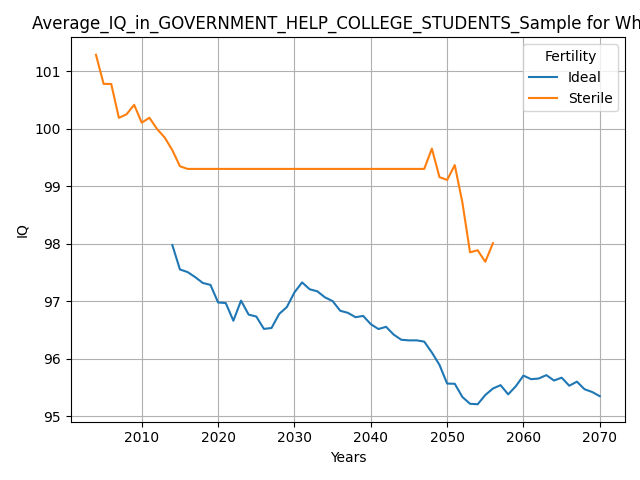 Average_IQ_in_GOVERNMENT_HELP_COLLEGE_STUDENTS_Sample for Wh
Fertility
Ideal
Sterile
101
100
99
98
97
96
95
IQ
2010 2020 2030 2040 2050 2060 2070
Years